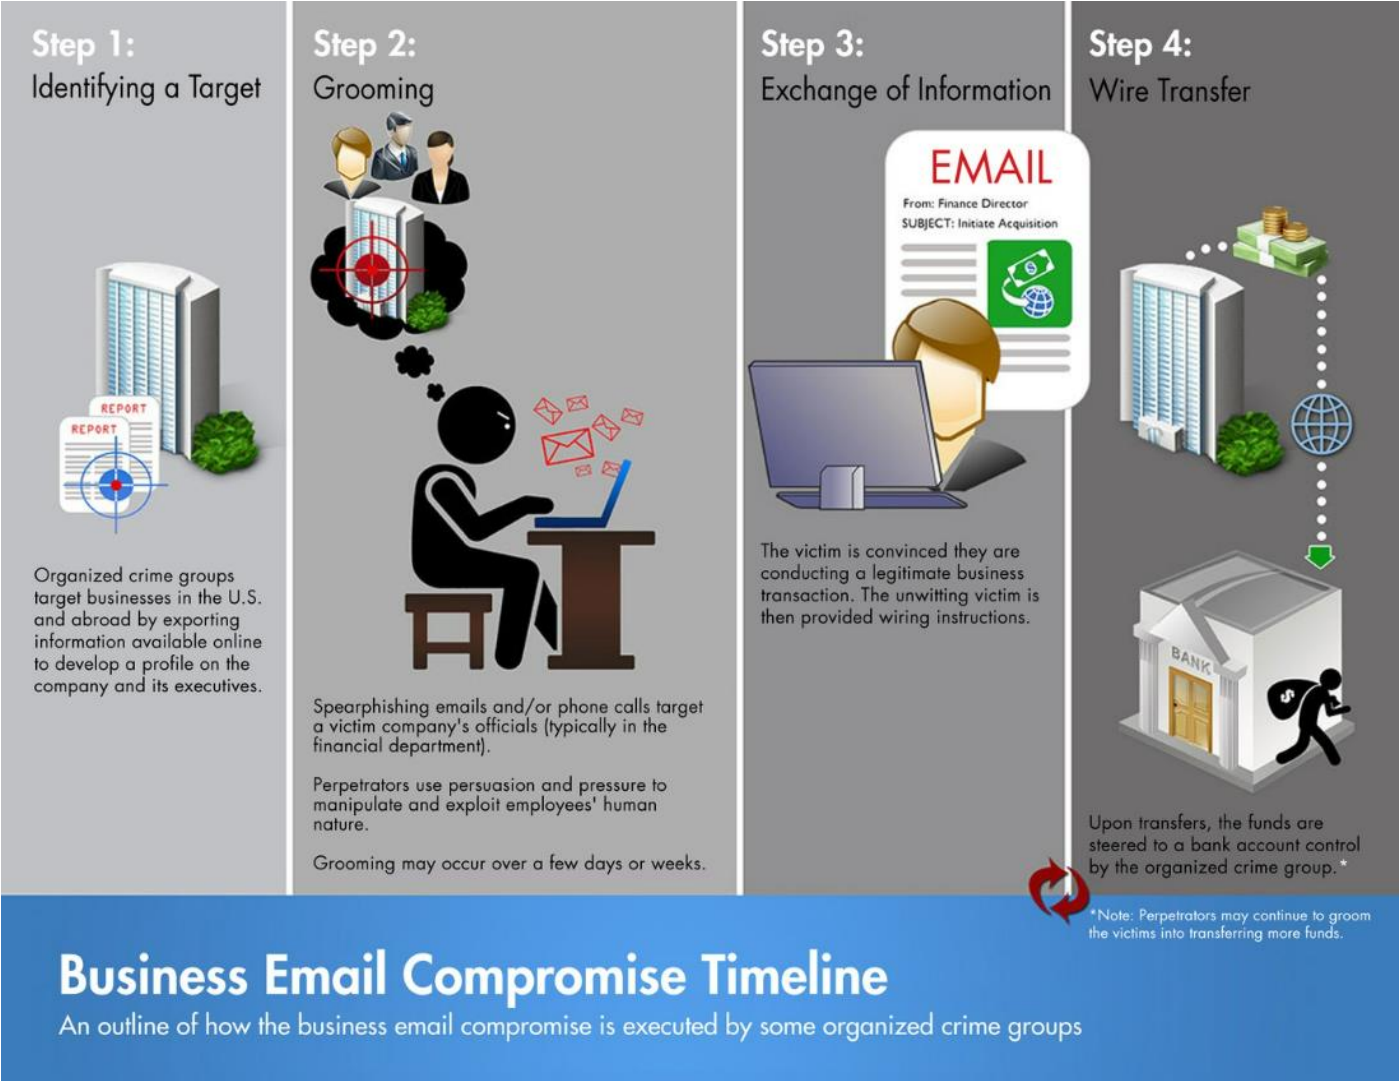 Step 1:
Identifying a Target
REPORT
REPORT
Organized crime groups
target businesses in the U.S.
and abroad by exporting
information available online
to develop a profile on the
company and its executives.
Step 2:
Grooming
Spearphishing emails and/or phone calls target
a victim company's officials (typically in the
financial department).
Perpetrators use persuasion and pressure to
manipulate and exploit employees' human
nature.
Grooming may occur over a few days or weeks.
Step 3:
Exchange of Information
EMAIL
From: Finance Director
SUBJECT: Initiate Acquisition
$
The victim is convinced they are
conducting a legitimate business
transaction. The unwitting victim is
then provided wiring instructions.
Step 4:
Wire Transfer
BANK
$
Upon transfers, the funds are
steered to a bank account control
by the organized crime group.*
*Note: Perpetrators may continue to groom
the victims into transferring more funds.
Business Email Compromise Timeline
An outline of how the business email compromise is executed by some organized crime groups